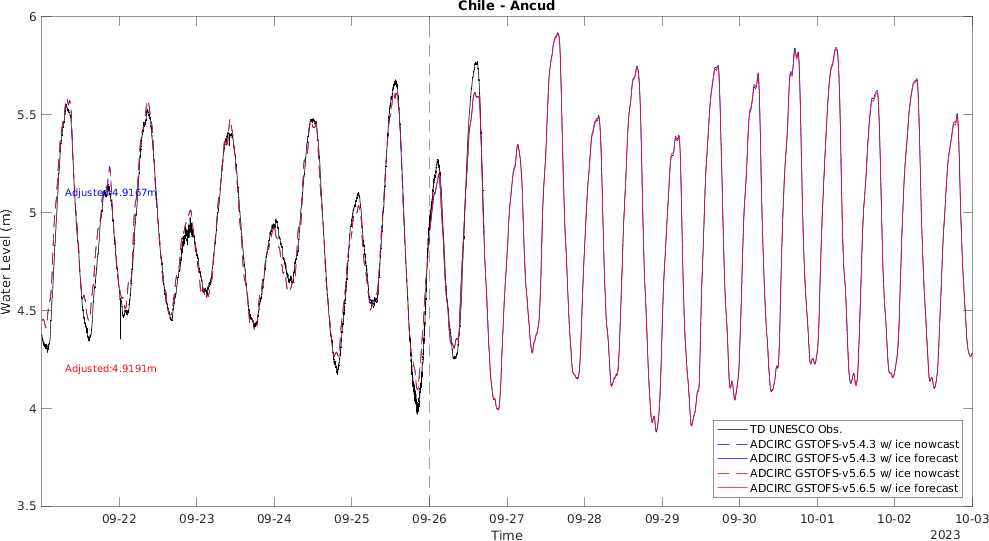 Chile - Ancud
6
5.5
5
4.5
4
3.5
Water Level (m)
Adjusted:4.9167m
Adjusted:4.9191m
TD UNESCO Obs.
ADCIRC GSTOFS-v5.4.3 w/ ice nowcast
ADCIRC GSTOFS-v5.4.3 w/ ice forecast
ADCIRC GSTOFS-v5.6.5 w/ ice nowcast
ADCIRC GSTOFS-v5.6.5 w/ ice forecast
09-22 09-23 09-24 09-25 09-26 09-27 09-28 09-29 09-30 10-01 10-02 10-03
Time
2023